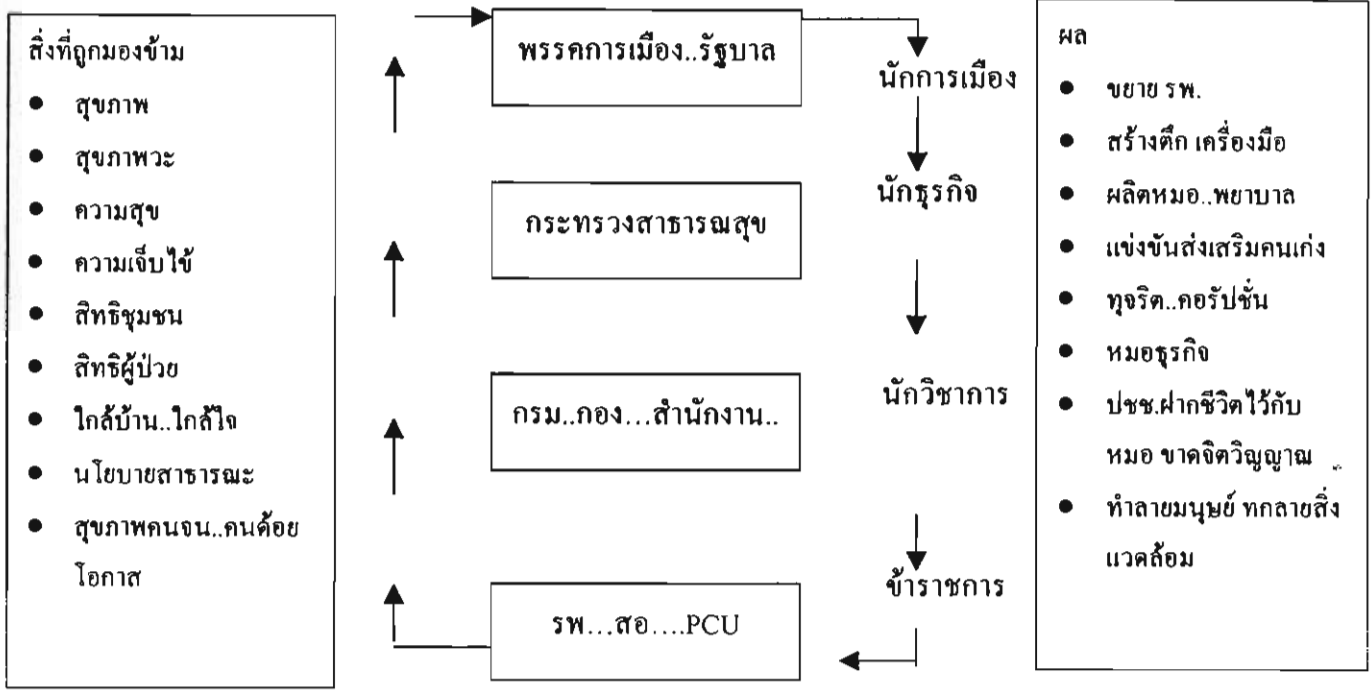 สิ่งที่ถูกมองข้าม
● สุขภาพ
● สุขภาพวะ
● ความสุข
● ความเจ็บไข้
● สิทธิชุมชน
● สิทธิผู้ป่วย
● ใกล้บ้าน..ใกล้ใจ
● นโยบายสาธารณะ
● สุขภาพคนจน..คนด้อย
โอกาส
พรรคการเมือง..รัฐบาล
กระทรวงสาธารณสุข
กรม..กอง...สำนักงาน..
รพ...สอ....PCU
นักการเมือง
นักธุรกิจ
นักวิชาการ
ข้าราชการ
ผล
● ขยาย รพ.
● สร้างตึก เครื่องมือ
● ผลิตหมอ..พยาบาล
● แข่งขันส่งเสริมคนเก่ง
● ทุจริต..คอรัปชั่น
● หมอธุรกิจ
● ปชช.ฝากชีวิตไว้กับ
หมอ ขาดจิตวิญญาณ
● ทำลายมนุษย์ ทกลายสิ่ง
แวดล้อม